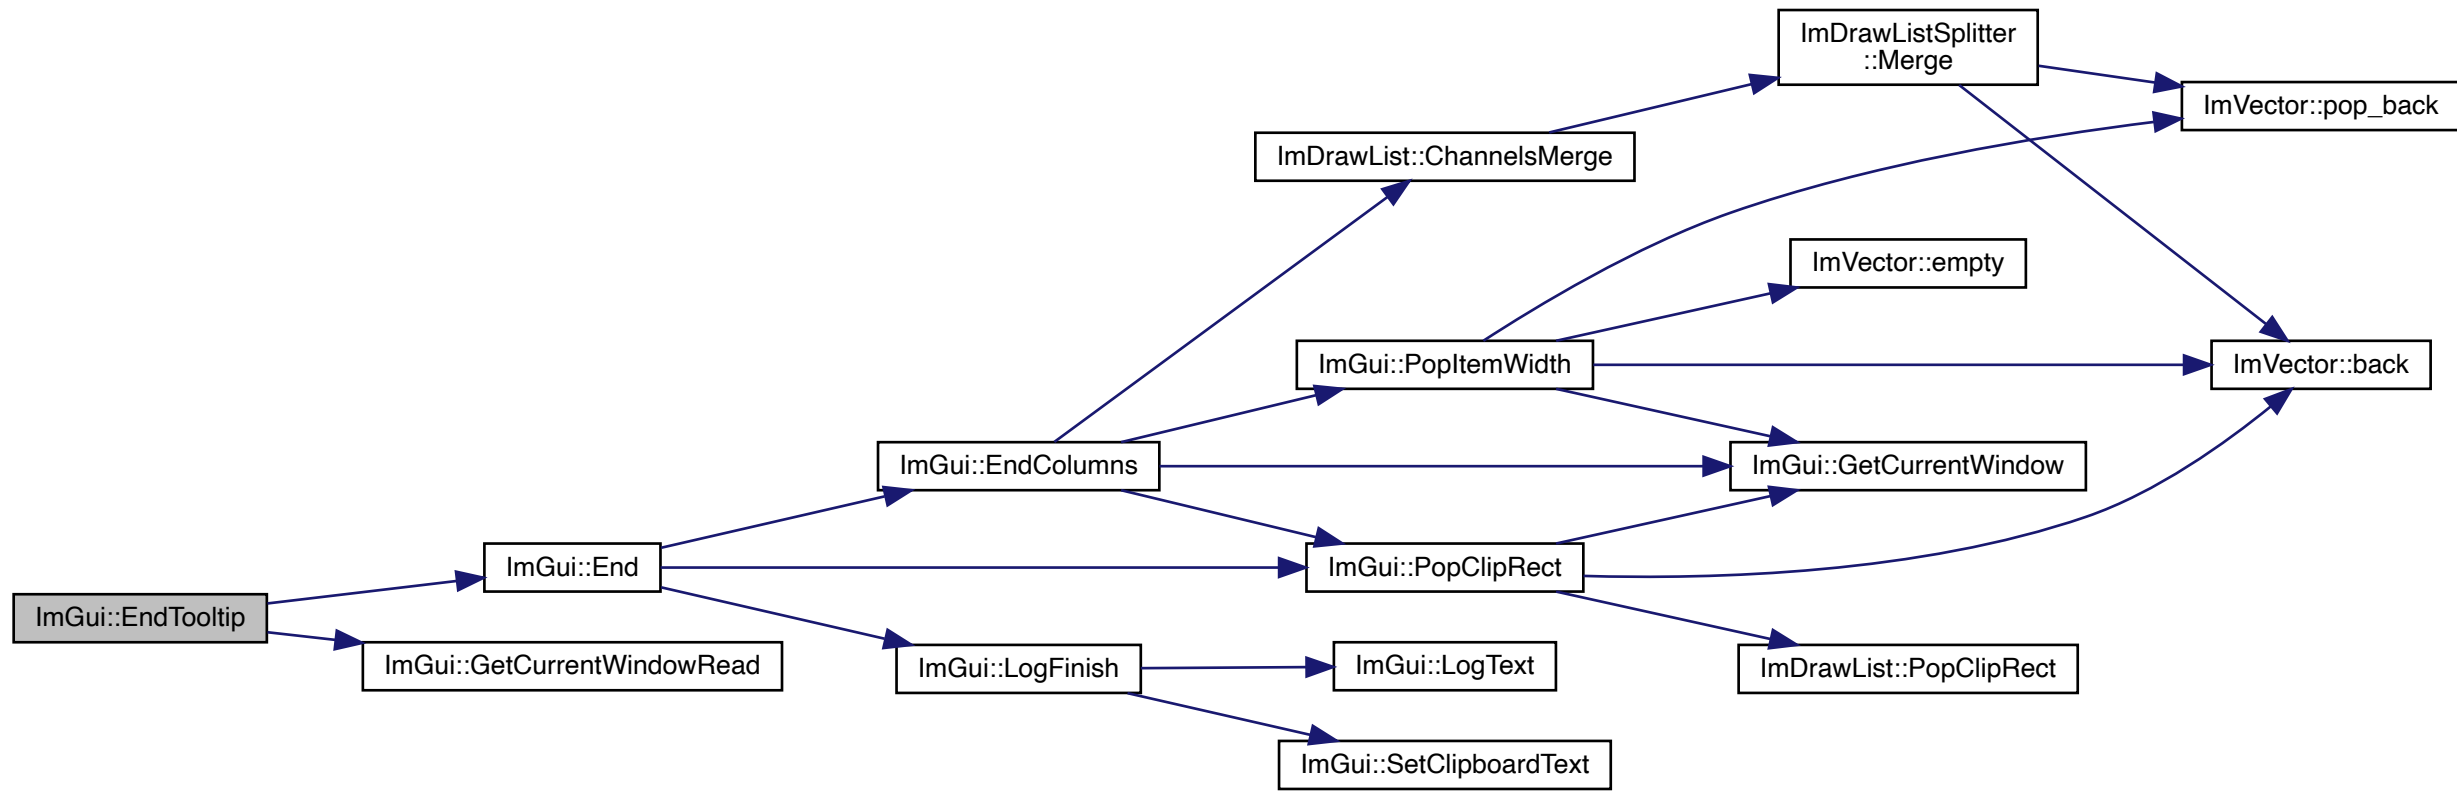 ImDrawListSplitter
::Merge
ImVector::pop_back
ImDrawList::ChannelsMerge
ImVector::empty
ImGui::PopItemWidth
ImVector::back
ImGui::EndColumns
ImGui::GetCurrentWindow
ImGui::End
ImGui::PopClipRect
ImGui::EndTooltip
ImGui::GetCurrentWindowRead
ImGui::LogFinish
ImGui::LogText
ImDrawList::PopClipRect
ImGui::SetClipboardText